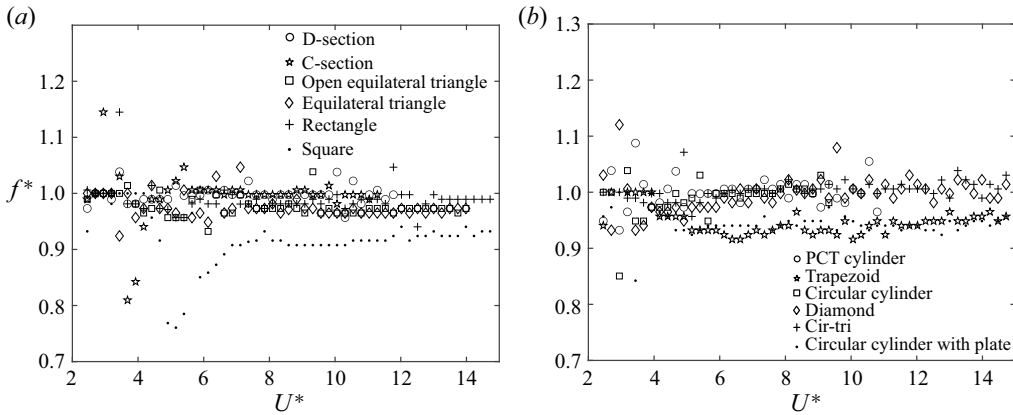 (a)
1.2
D-section
C-section
Open equilateral triangle
Equilateral triangle
Rectangle
Square
1.1
f*
1.0
0.9
0.8
0.7
2 4 6 8 10 12 14
U*
(b)
1.3
1.2
1.1
1.0
0.9
0.8
0.7
PCT cylinder
Trapezoid
Circular cylinder
Diamond
Cir-tri
Circular cylinder with plate
2 4 6 8 10 12 14
U*